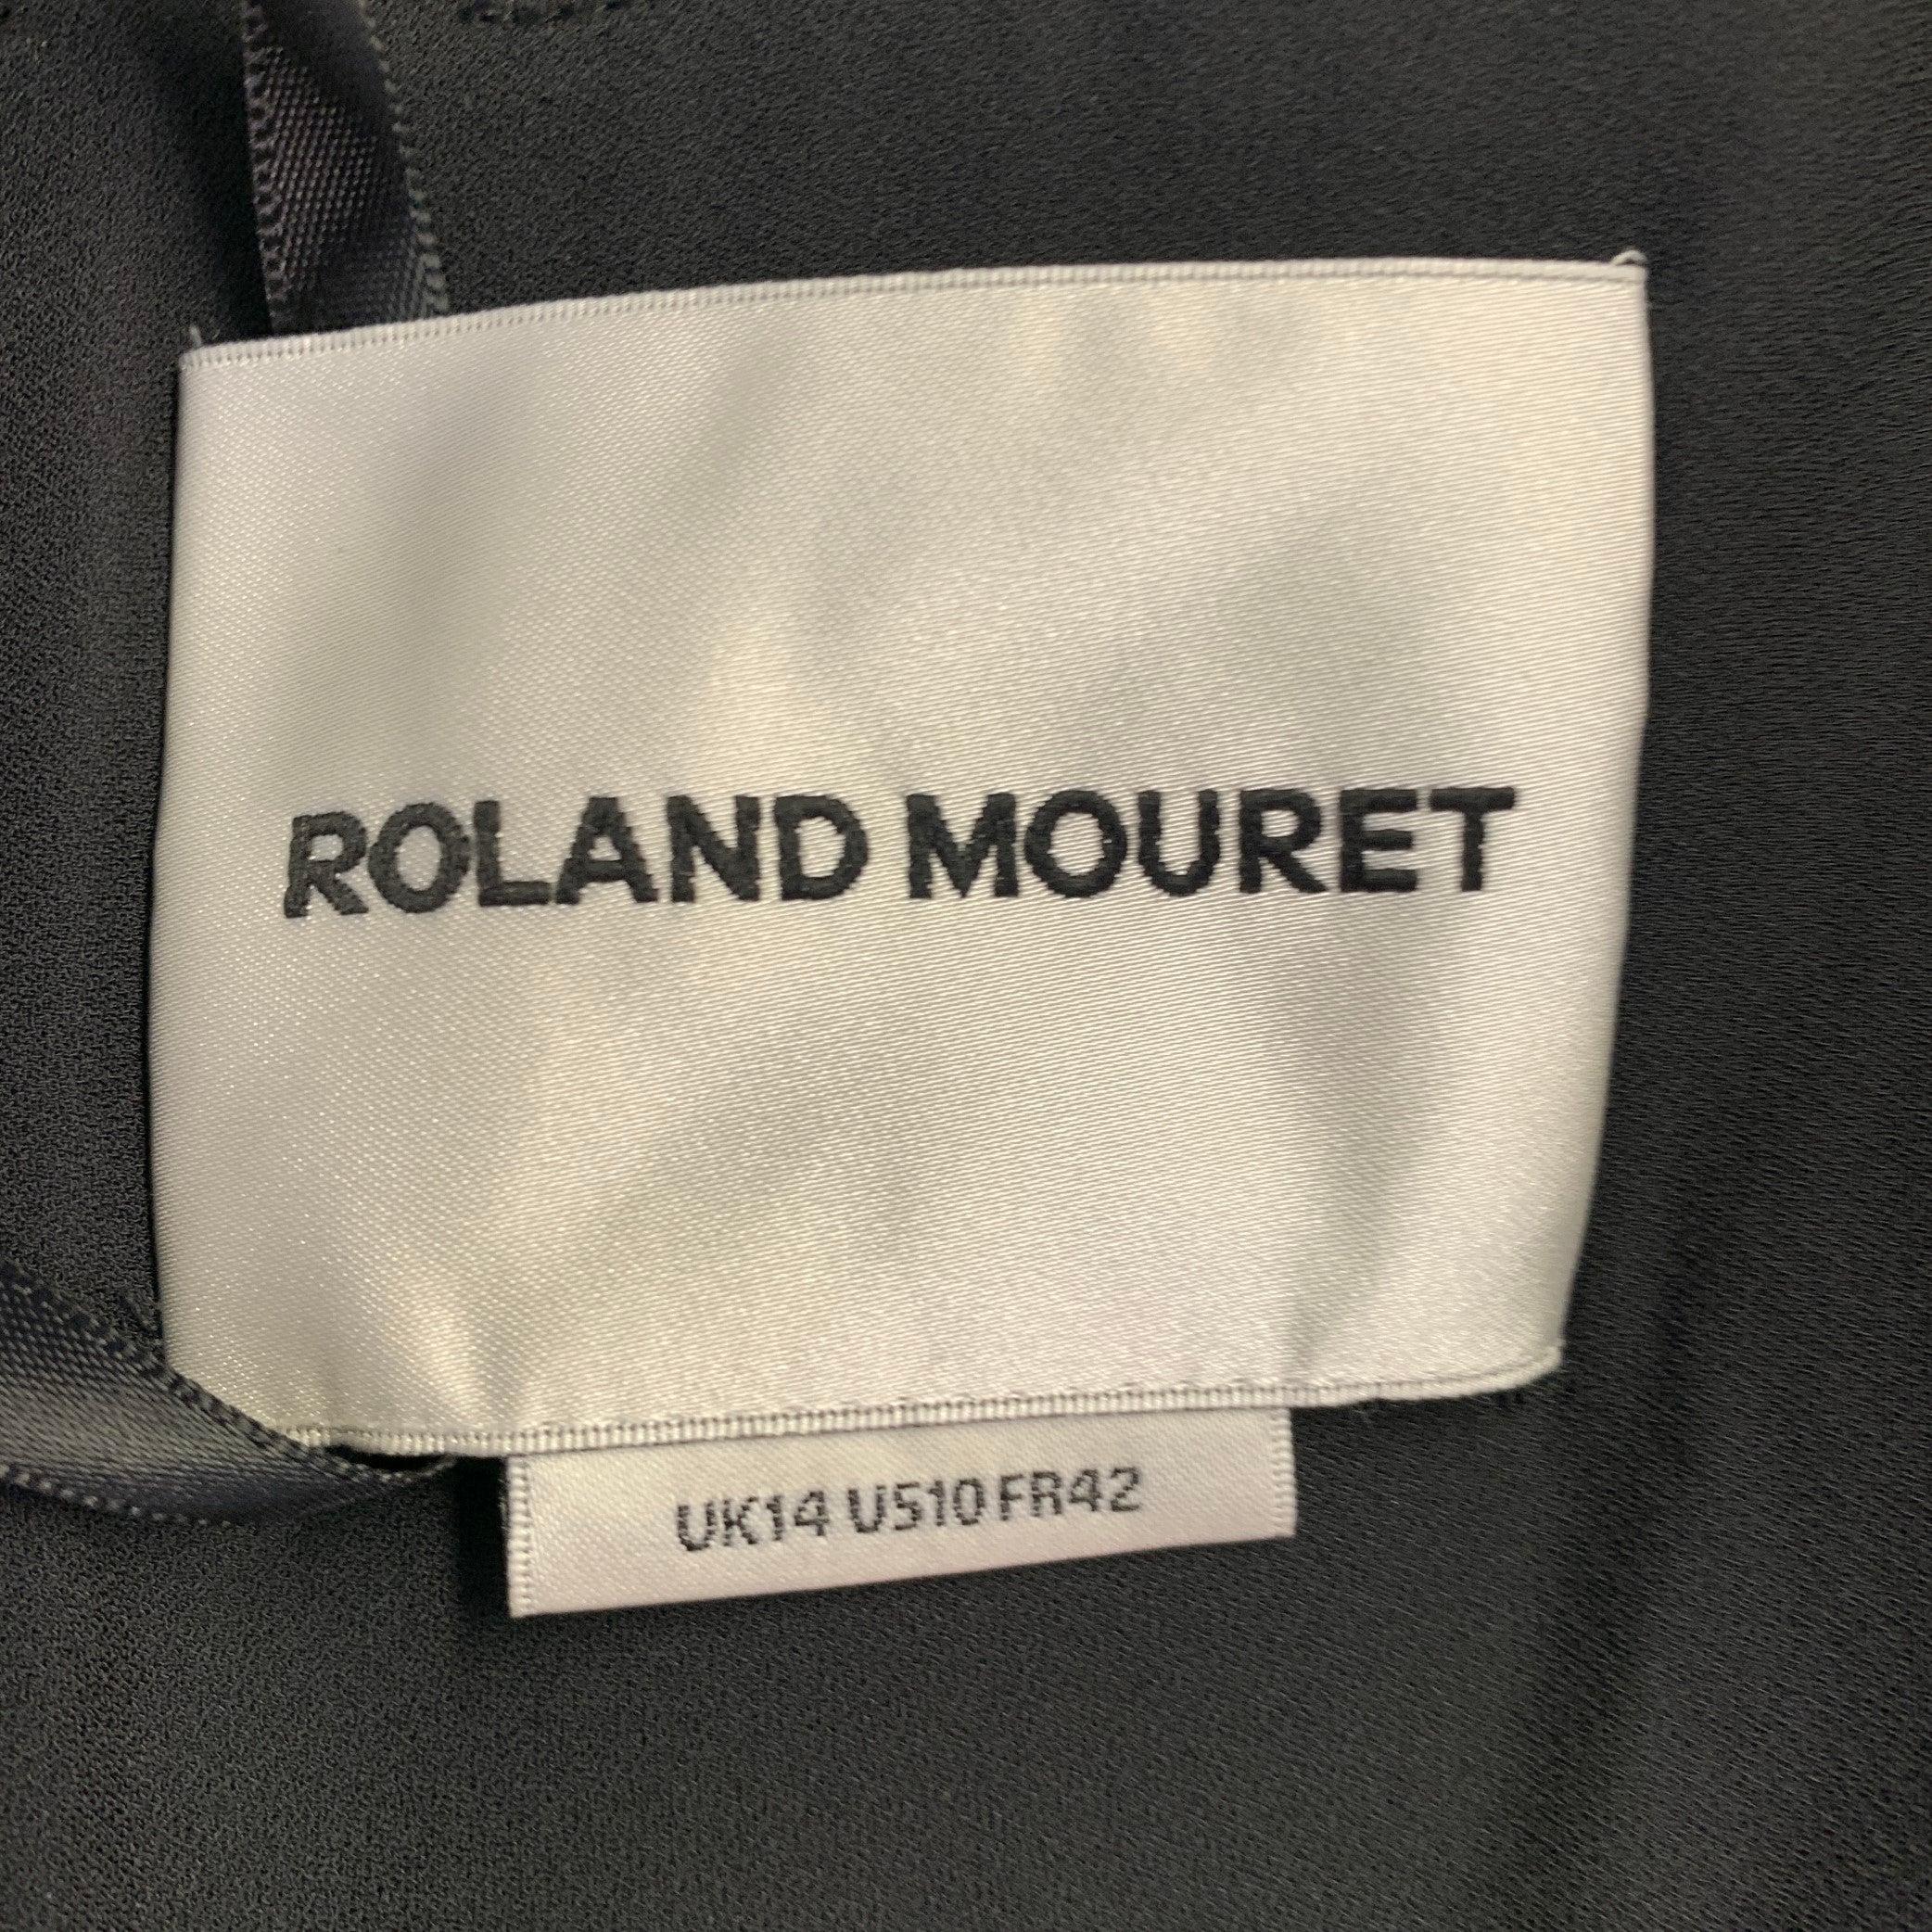 ROLAND MOURET
UK14 US10 FR42